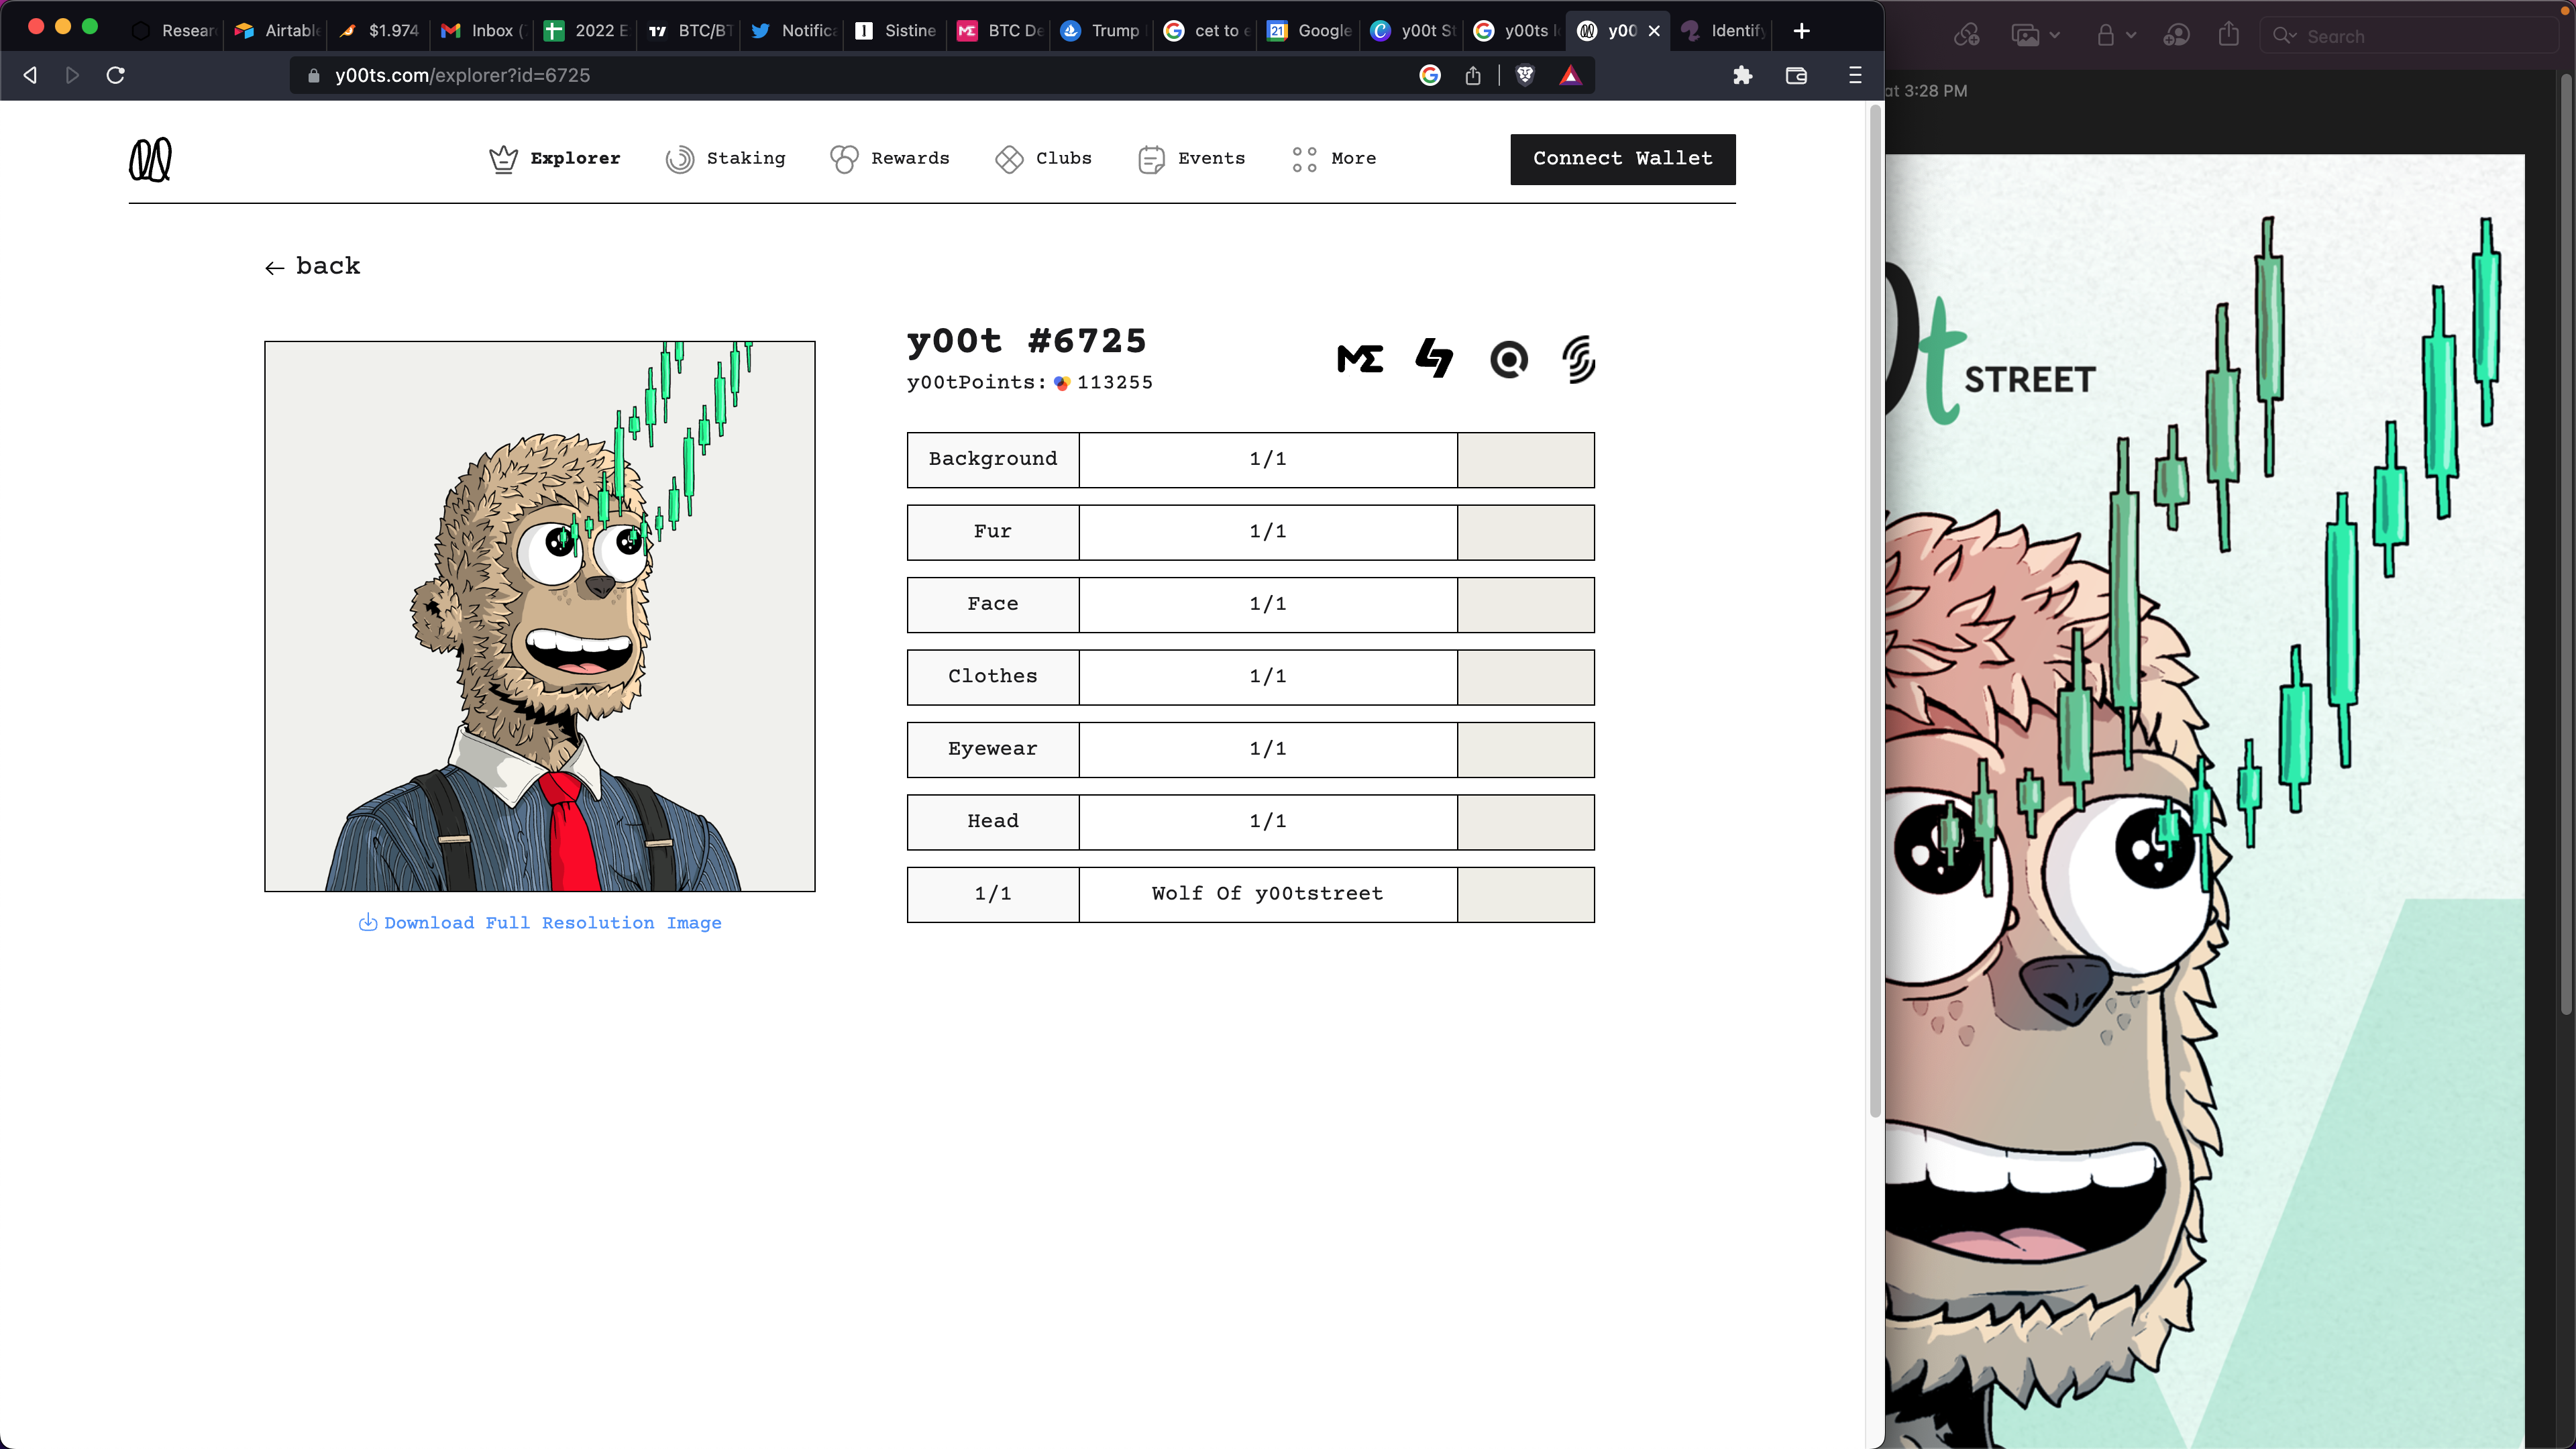 Resear
Airtable
$1.974
Inbox (
2022 E
BTC/BT
Notifica
Sistine
BTC De
Trump
cet to e
Google
y00t St
y00ts l
y00
Identify
y00ts.com/explorer?id=6725
Search
at 3:28 PM
Explorer
Staking
Rewards
Clubs
Events
More
Connect Wallet
← back
y00t #6725
y00tPoints: 113255
Background 1/1
Fur 1/1
Face 1/1
Clothes 1/1
Eyewear 1/1
Head 1/1
1/1 Wolf Of y00tstreet
Download Full Resolution Image
0t STREET